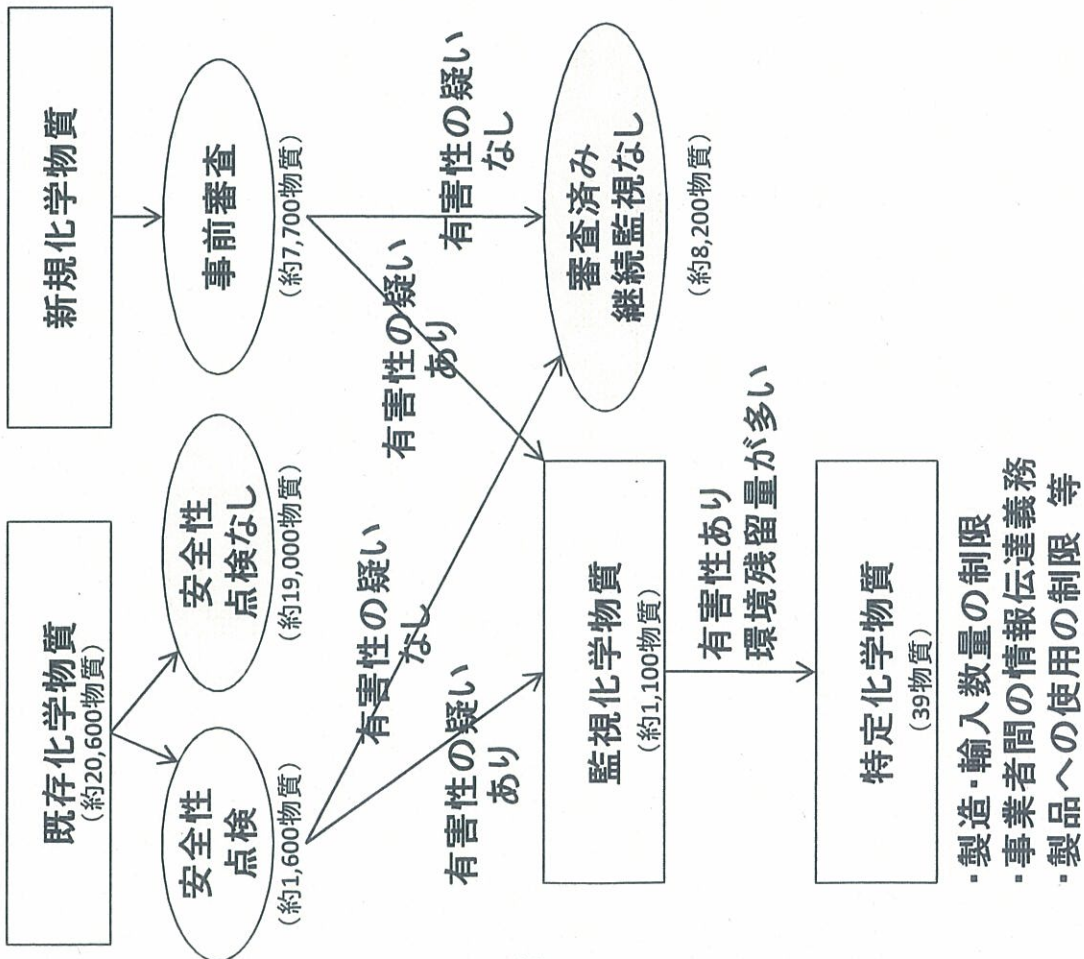 既存化学物質
(約20,600物質)
新規化学物質
安全性
点検
(約1,600物質)
安全性
点検なし
(約19,000物質)
事前審査
(約7,700物質)
有害性の疑い
あり
有害性の疑い
なし
有害性の疑い
あり
有害性の疑い
なし
監視化学物質
(約1,100物質)
審査済み
継続監視なし
(約8,200物質)
有害性あり
環境残留量が多い
特定化学物質
(39物質)
・製造・輸入数量の制限
・事業者間の情報伝達義務
・製品への使用の制限 等